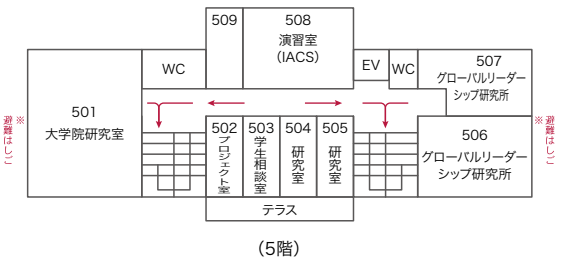 509
508
演習室
(IACS)
WC
EV
WC
507
グローバルリーダー
シップ研究所
501
大学院研究室
※
避難はしご
※
避難はしご
502
プロジェクト室
503
学生相談室
504
研究室
505
研究室
506
グローバルリーダー
シップ研究所
テラス
(5階)